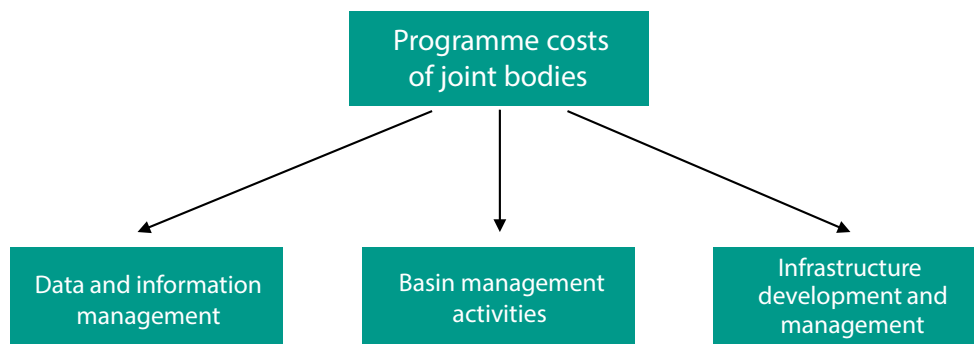 Programme costs
of joint bodies
Data and information
management
Basin management
activities
Infrastructure
development and
management